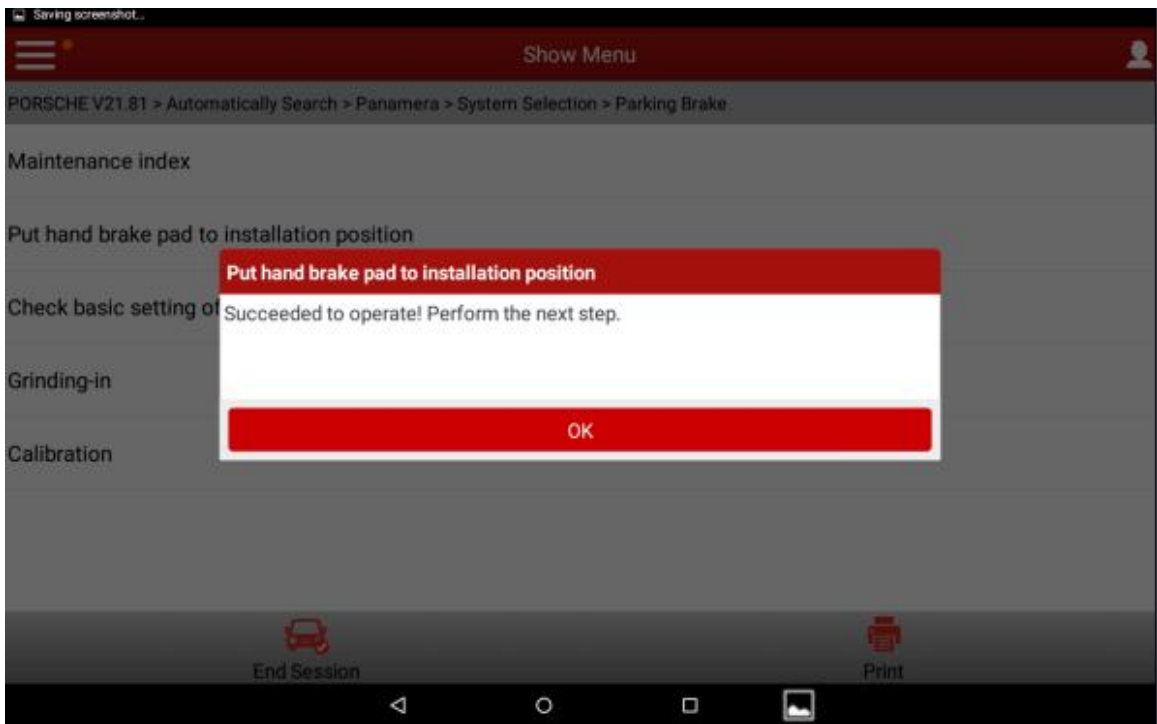 Saving screenshot...
Show Menu
PORSCHE V21.81 > Automatically Search > Panamera > System Selection > Parking Brake
Maintenance index
Put hand brake pad to installation position
Put hand brake pad to installation position
Check basic setting of
Succeeded to operate! Perform the next step.
Grinding-in
OK
Calibration
End Session
Print